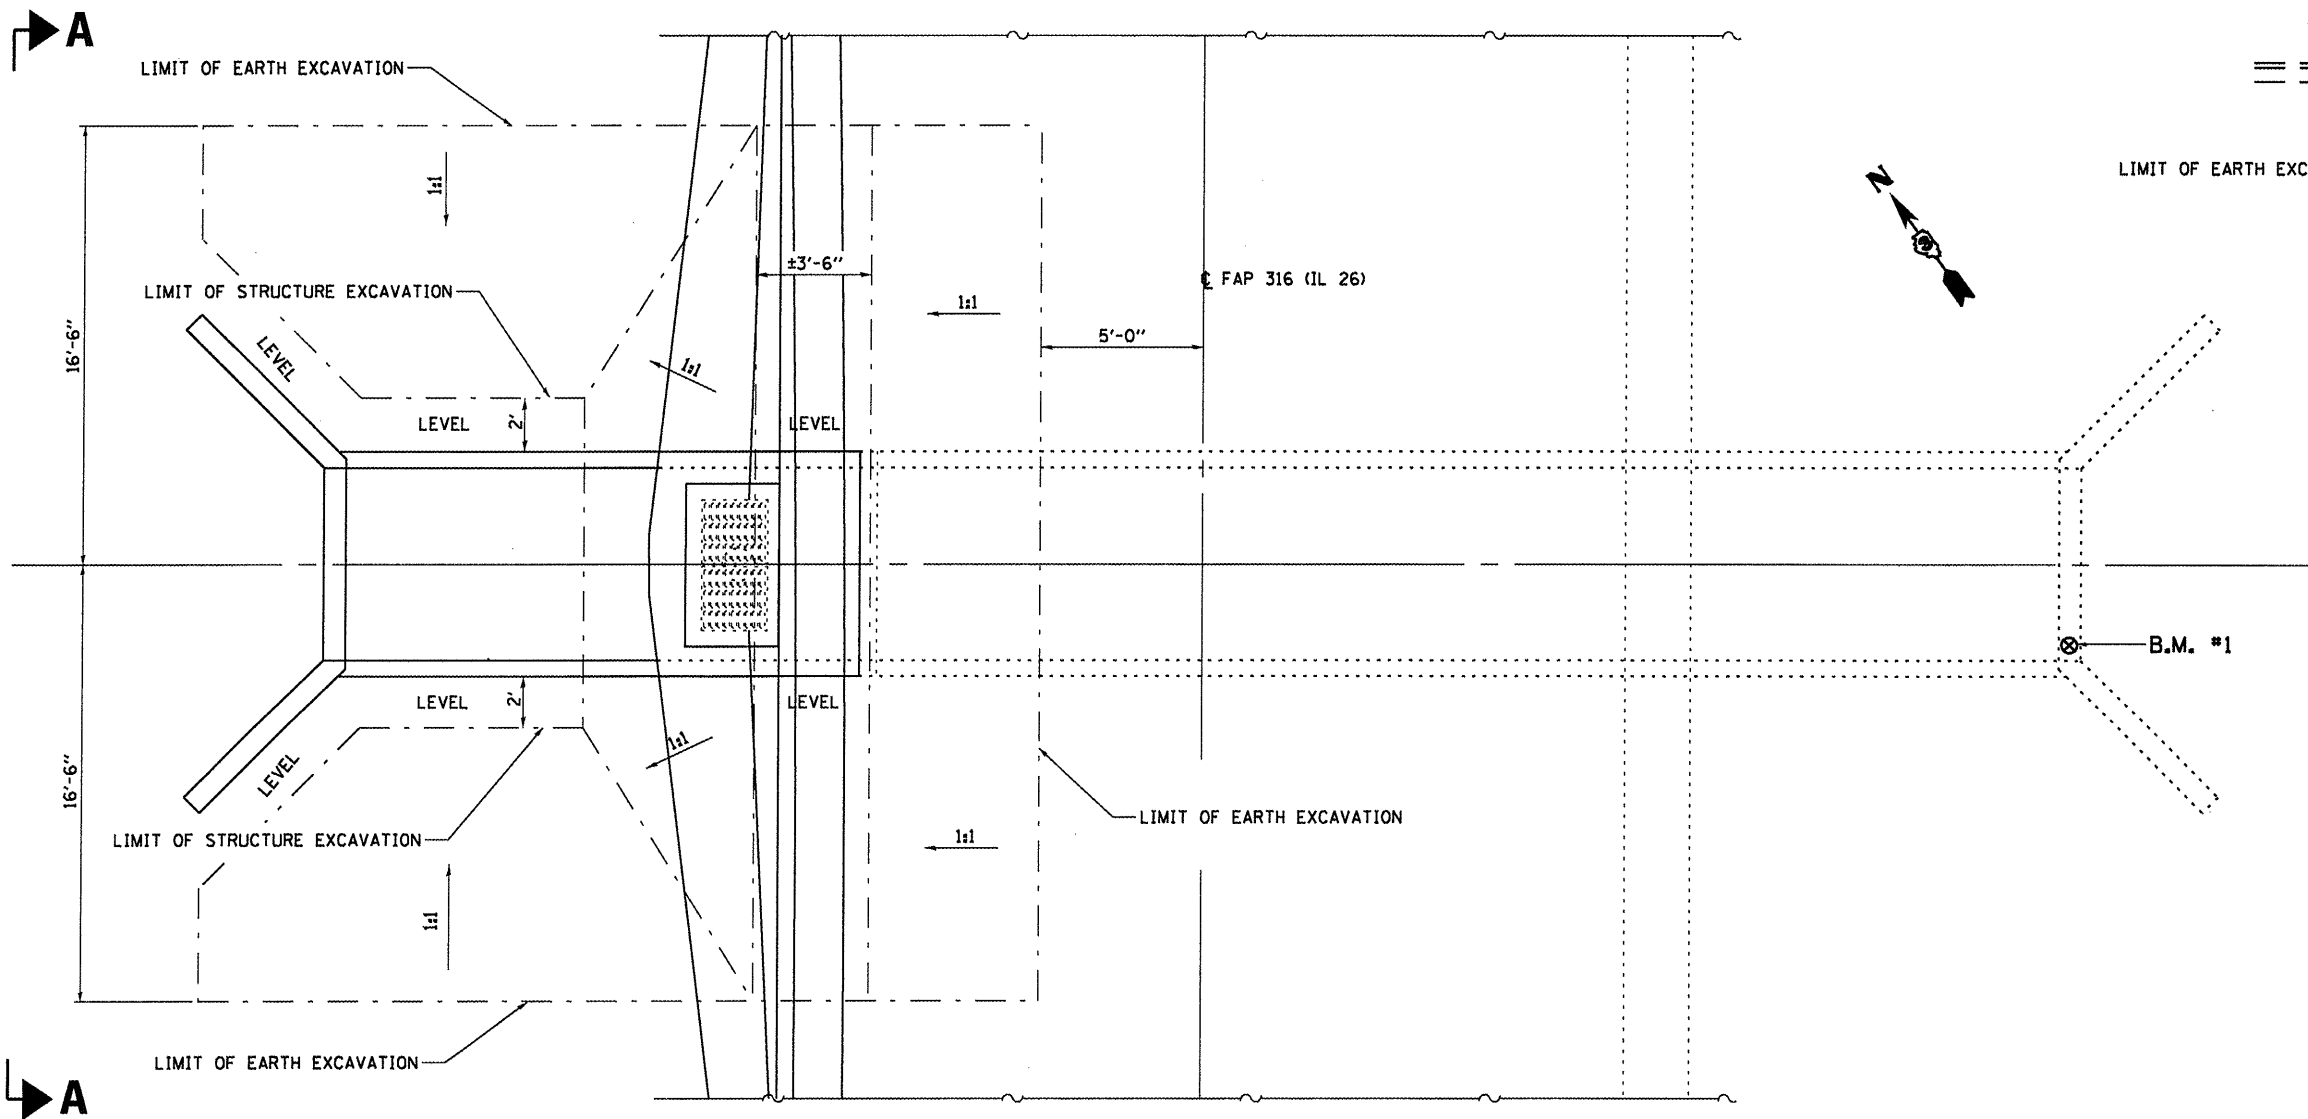 A
LIMIT OF EARTH EXCAVATION
LIMIT OF EARTH EXC
N
1:1
±3'-6"
℄ FAP 316 (IL 26)
LIMIT OF STRUCTURE EXCAVATION
1:1
16'-6"
5'-0"
LEVEL
1:1
LEVEL
2'
LEVEL
B.M. #1
LEVEL
2'
LEVEL
1:1
LEVEL
16'-6"
LIMIT OF EARTH EXCAVATION
LIMIT OF STRUCTURE EXCAVATION
1:1
1:1
LIMIT OF EARTH EXCAVATION
A